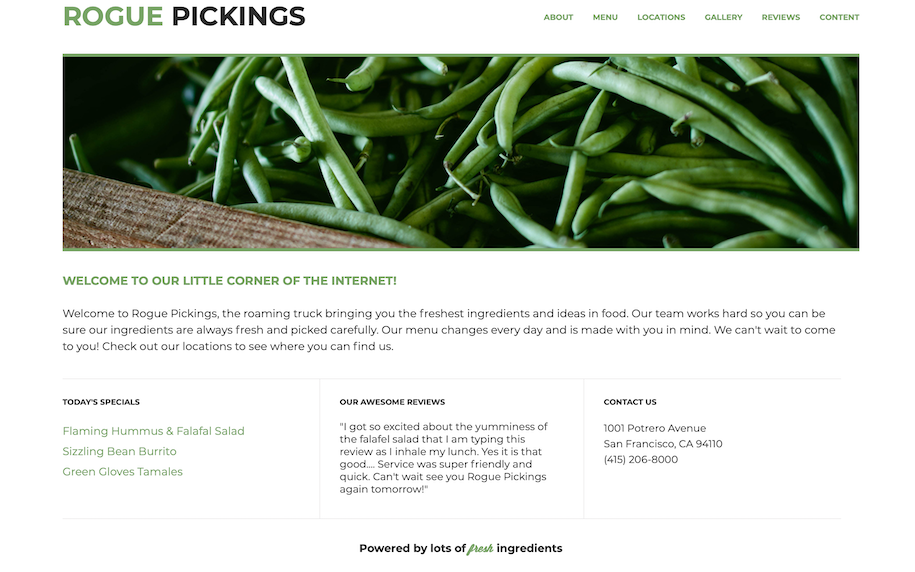 ROGUE PICKINGS
ABOUT MENU LOCATIONS GALLERY REVIEWS CONTENT
WELCOME TO OUR LITTLE CORNER OF THE INTERNET!
Welcome to Rogue Pickings, the roaming truck bringing you the freshest ingredients and ideas in food. Our team works hard so you can be
sure our ingredients are always fresh and picked carefully. Our menu changes every day and is made with you in mind. We can't wait to come
to you! Check out our locations to see where you can find us.
TODAY'S SPECIALS
Flaming Hummus & Falafal Salad
Sizzling Bean Burrito
Green Gloves Tamales
OUR AWESOME REVIEWS
"I got so excited about the yumminess of
the falafel salad that I am typing this
review as I inhale my lunch. Yes it is that
good.... Service was super friendly and
quick. Can't wait see you Rogue Pickings
again tomorrow!"
CONTACT US
1001 Potrero Avenue
San Francisco, CA 94110
(415) 206-8000
Powered by lots of fresh ingredients